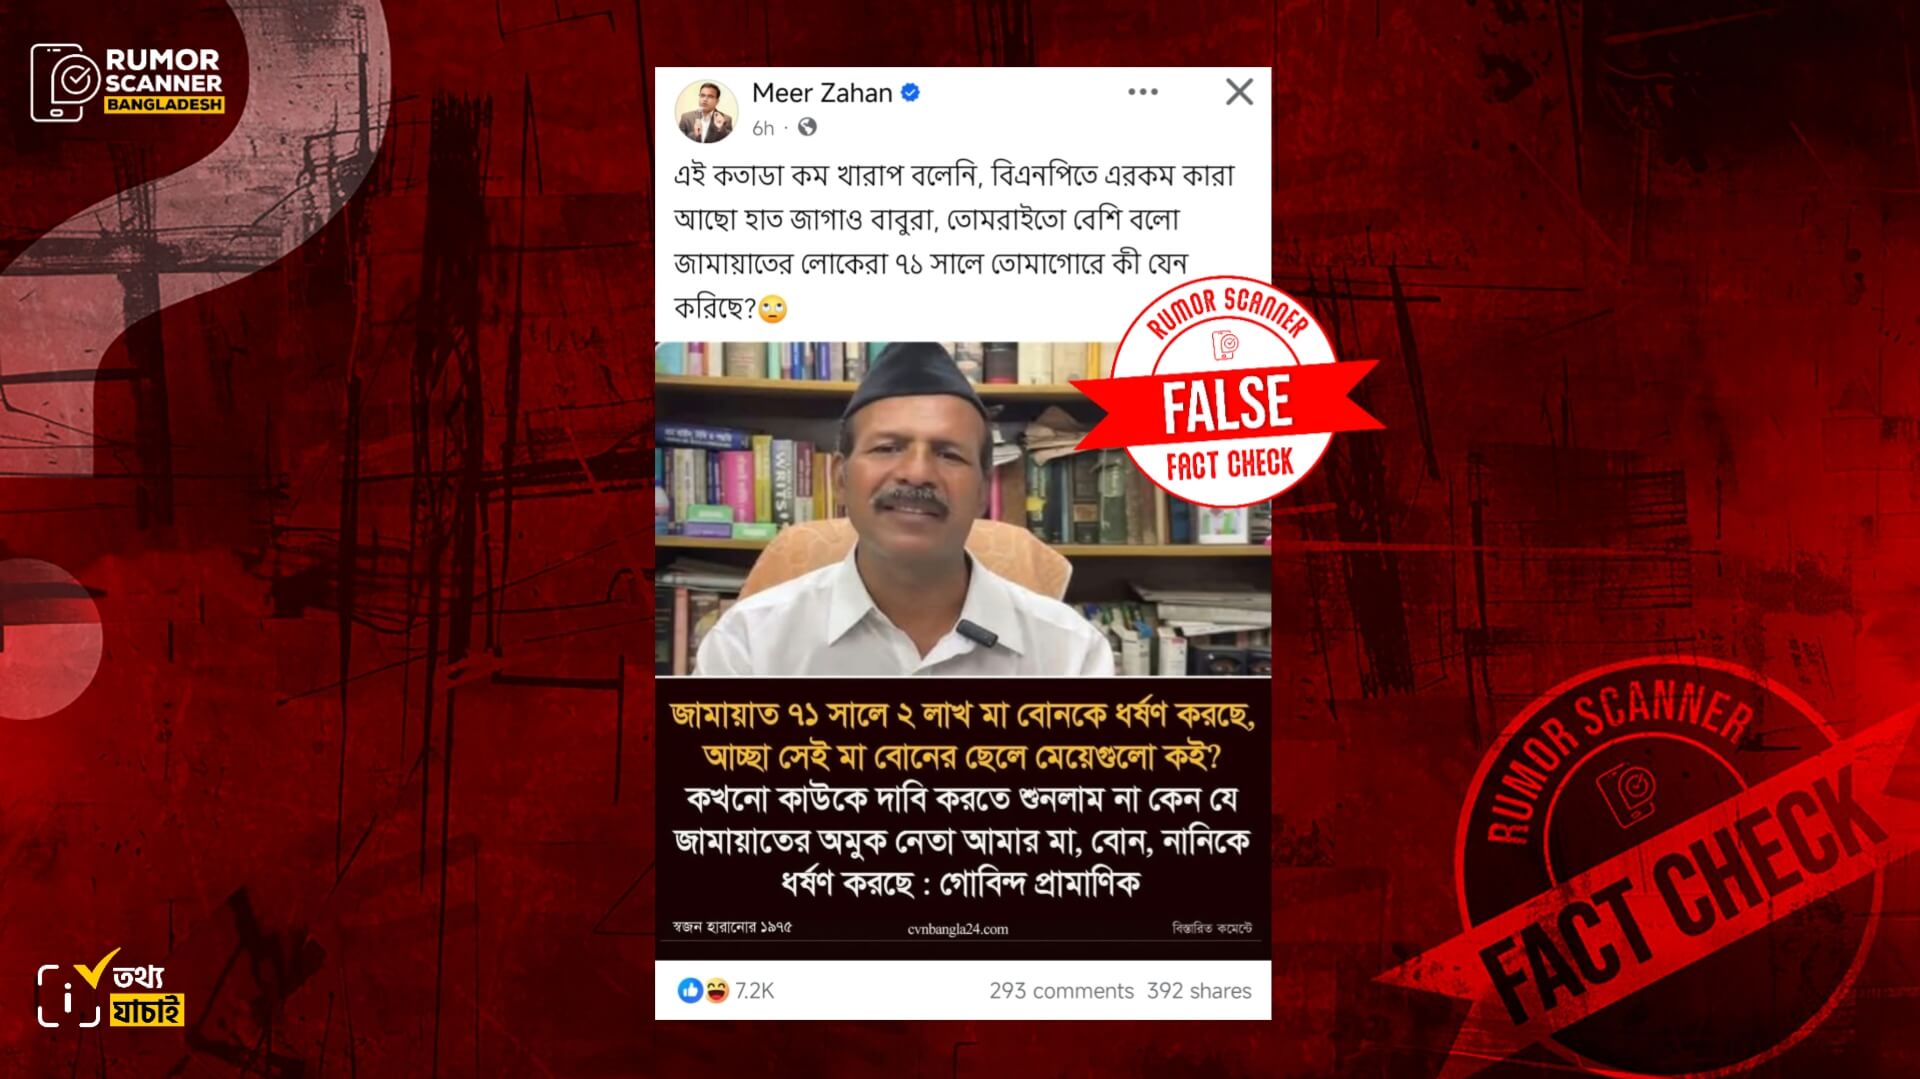 RUMOR
SCANNER
BANGLADESH
Meer Zahan
6h ·
এই কতাডা কম খারাপ বলেনি, বিএনপিতে এরকম কারা
আছো হাত জাগাও বাবুরা, তোমরাইতো বেশি বলো
জামায়াতের লোকেরা ৭১ সালে তোমাগোরে কী যেন
করিছে?🙄
RUMOR SCANNER
FALSE
FACT CHECK
WRITS
জামায়াত ৭১ সালে ২ লাখ মা বোনকে ধর্ষণ করছে,
আচ্ছা সেই মা বোনের ছেলে মেয়েগুলো কই?
কখনো কাউকে দাবি করতে শুনলাম না কেন যে
জামায়াতের অমুক নেতা আমার মা, বোন, নানিকে
ধর্ষণ করছে : গোবিন্দ প্রামাণিক
স্বজন হারানোর ১৯৭৫
cvnbangla24.com
বিস্তারিত কমেন্টে
7.2K
293 comments 392 shares
RUMOR SCANNER
FACT CHECK
তথ্য
যাচাই